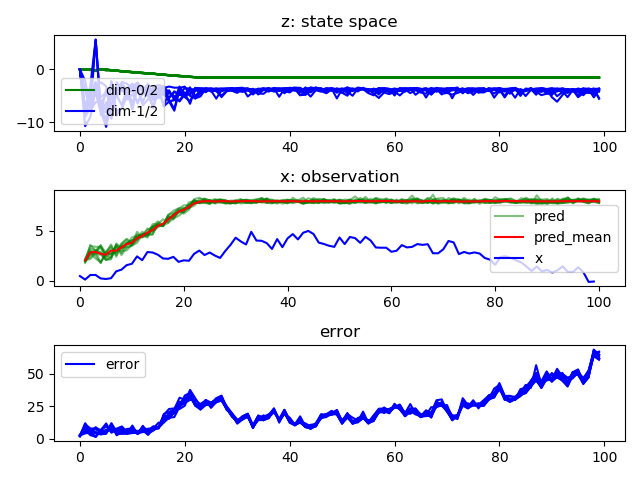 z: state space
0
−10
dim-0/2
dim-1/2
0 20 40 60 80 100
x: observation
5
0
pred
pred_mean
x
0 20 40 60 80 100
error
50
25
0
error
0 20 40 60 80 100